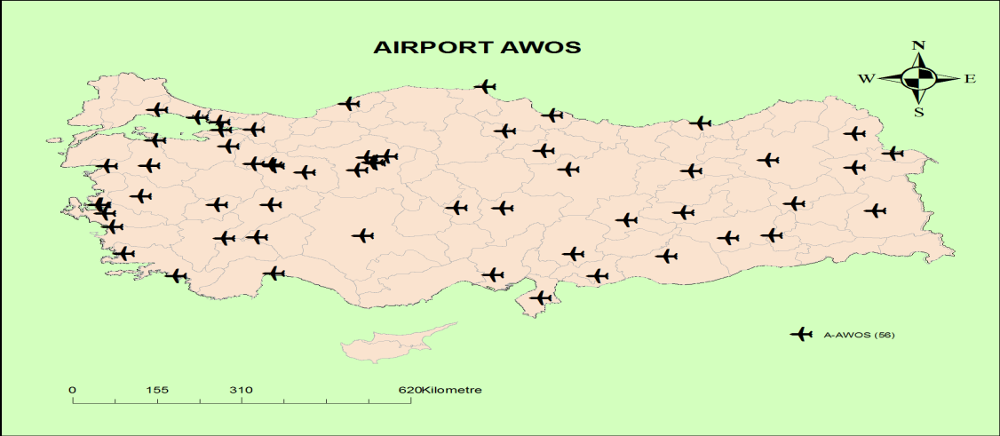 AIRPORT AWOS
N
W E
S
A-AWOS (56)
0 155 310 620Kilometre